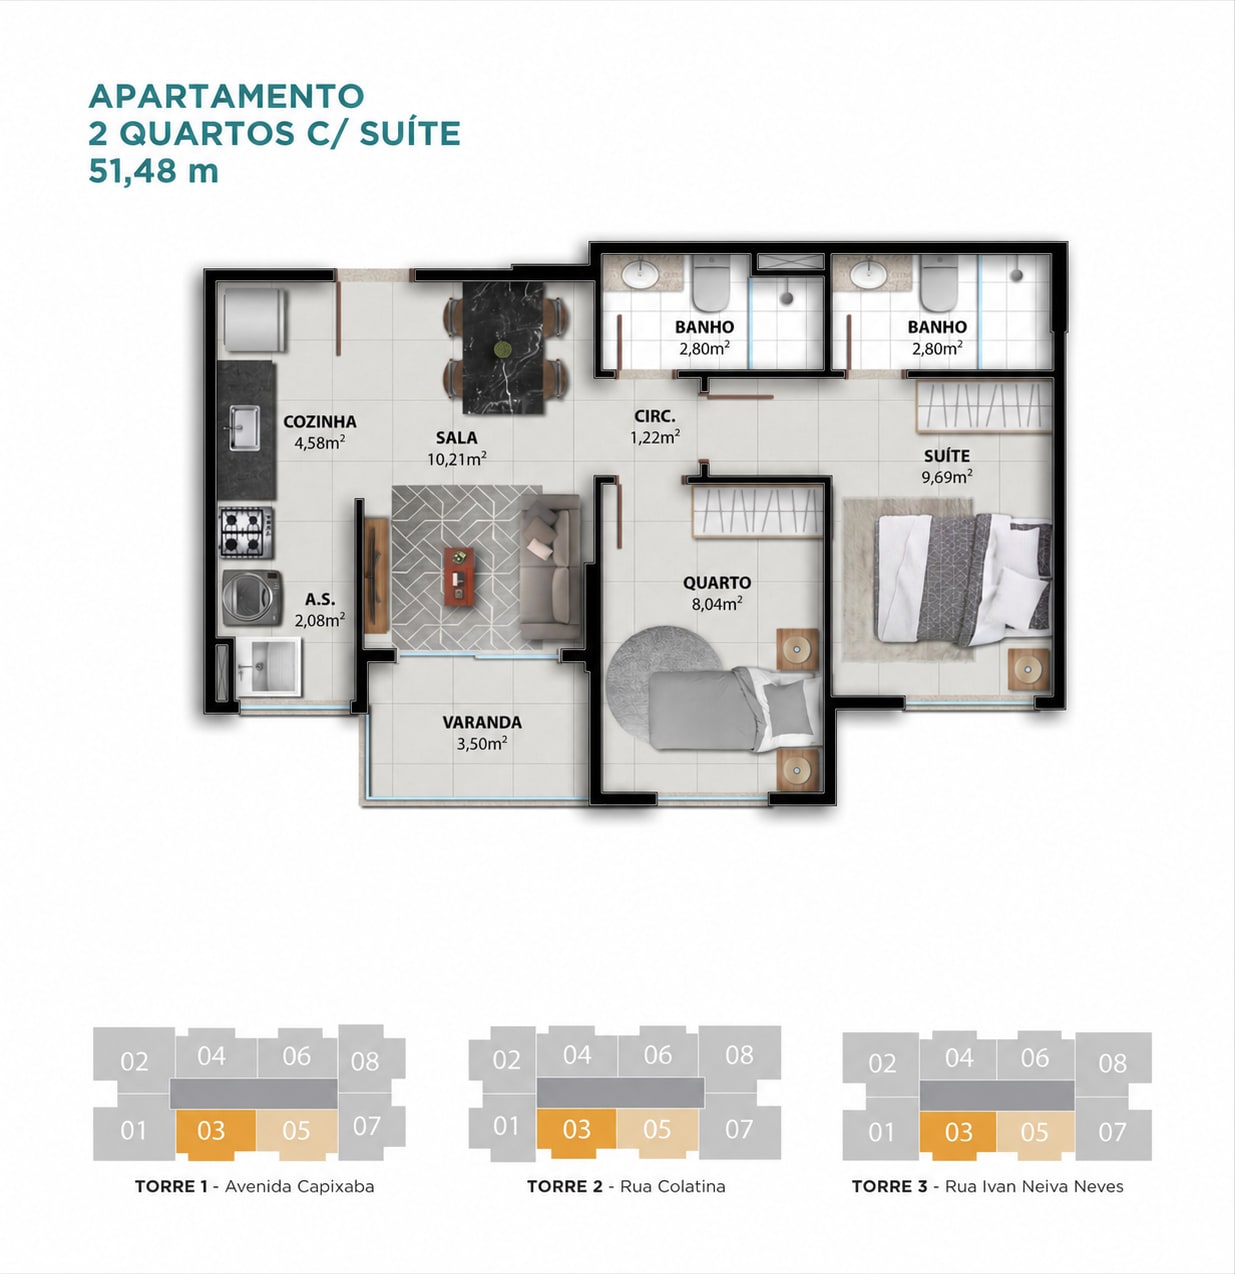 APARTAMENTO
2 QUARTOS C/ SUÍTE
51,48 m
BANHO
2,80m²
BANHO
2,80m²
COZINHA
4,58m²
SALA
10,21m²
CIRC.
1,22m²
SUÍTE
9,69m²
A.S.
2,08m²
QUARTO
8,04m²
VARANDA
3,50m²
02 04 06 08
01 03 05 07
TORRE 1 - Avenida Capixaba
02 04 06 08
01 03 05 07
TORRE 2 - Rua Colatina
02 04 06 08
01 03 05 07
TORRE 3 - Rua Ivan Neiva Neves